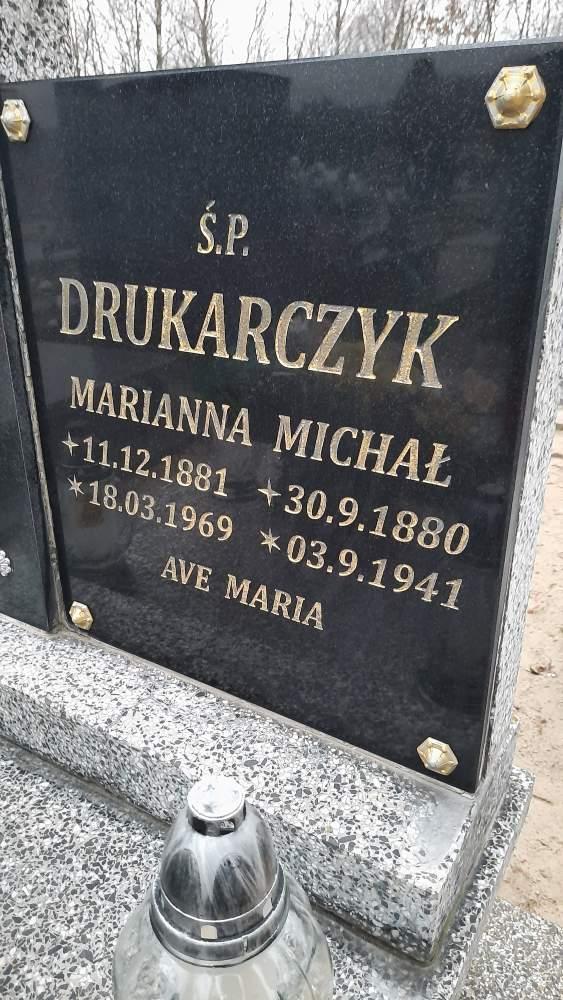 Ś.P.
DRUKARCZYK
MARIANNA MICHAŁ
✦11.12.1881 ✦30.9.1880
✶18.03.1969 ✶03.9.1941
AVE MARIA